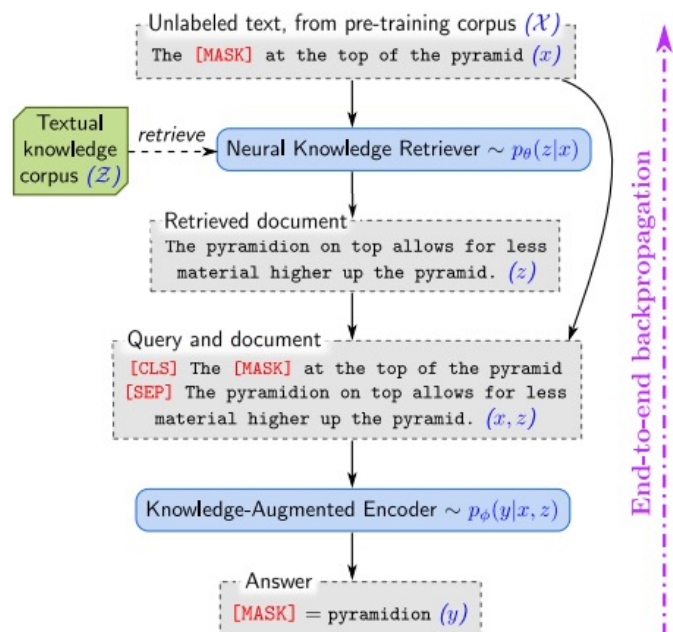 Unlabeled text, from pre-training corpus (𝒳)
The [MASK] at the top of the pyramid (x)
Textual
knowledge
corpus (𝒵)
retrieve
Neural Knowledge Retriever ∼ pθ(z|x)
Retrieved document
The pyramidion on top allows for less
material higher up the pyramid. (z)
Query and document
[CLS] The [MASK] at the top of the pyramid
[SEP] The pyramidion on top allows for less
material higher up the pyramid. (x, z)
Knowledge-Augmented Encoder ∼ pϕ(y|x, z)
Answer
[MASK] = pyramidion (y)
End-to-end backpropagation